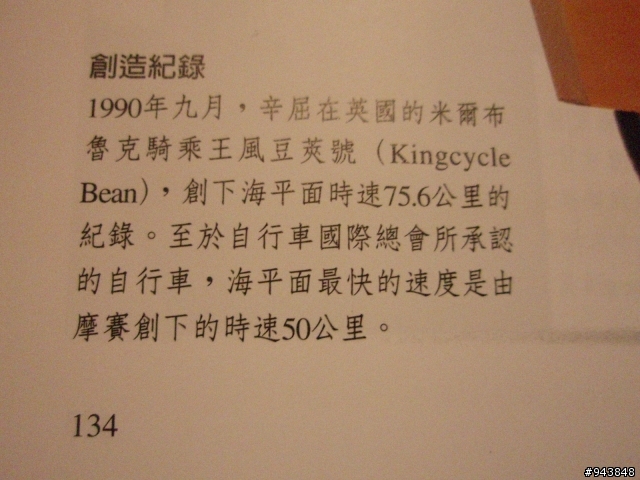 創造紀錄
1990年九月，辛屈在英國的米爾布
魯克騎乘王風豆莢號（Kingcycle
Bean），創下海平面時速75.6公里的
紀錄。至於自行車國際總會所承認
的自行車，海平面最快的速度是由
摩賽創下的時速50公里。
134
#943848